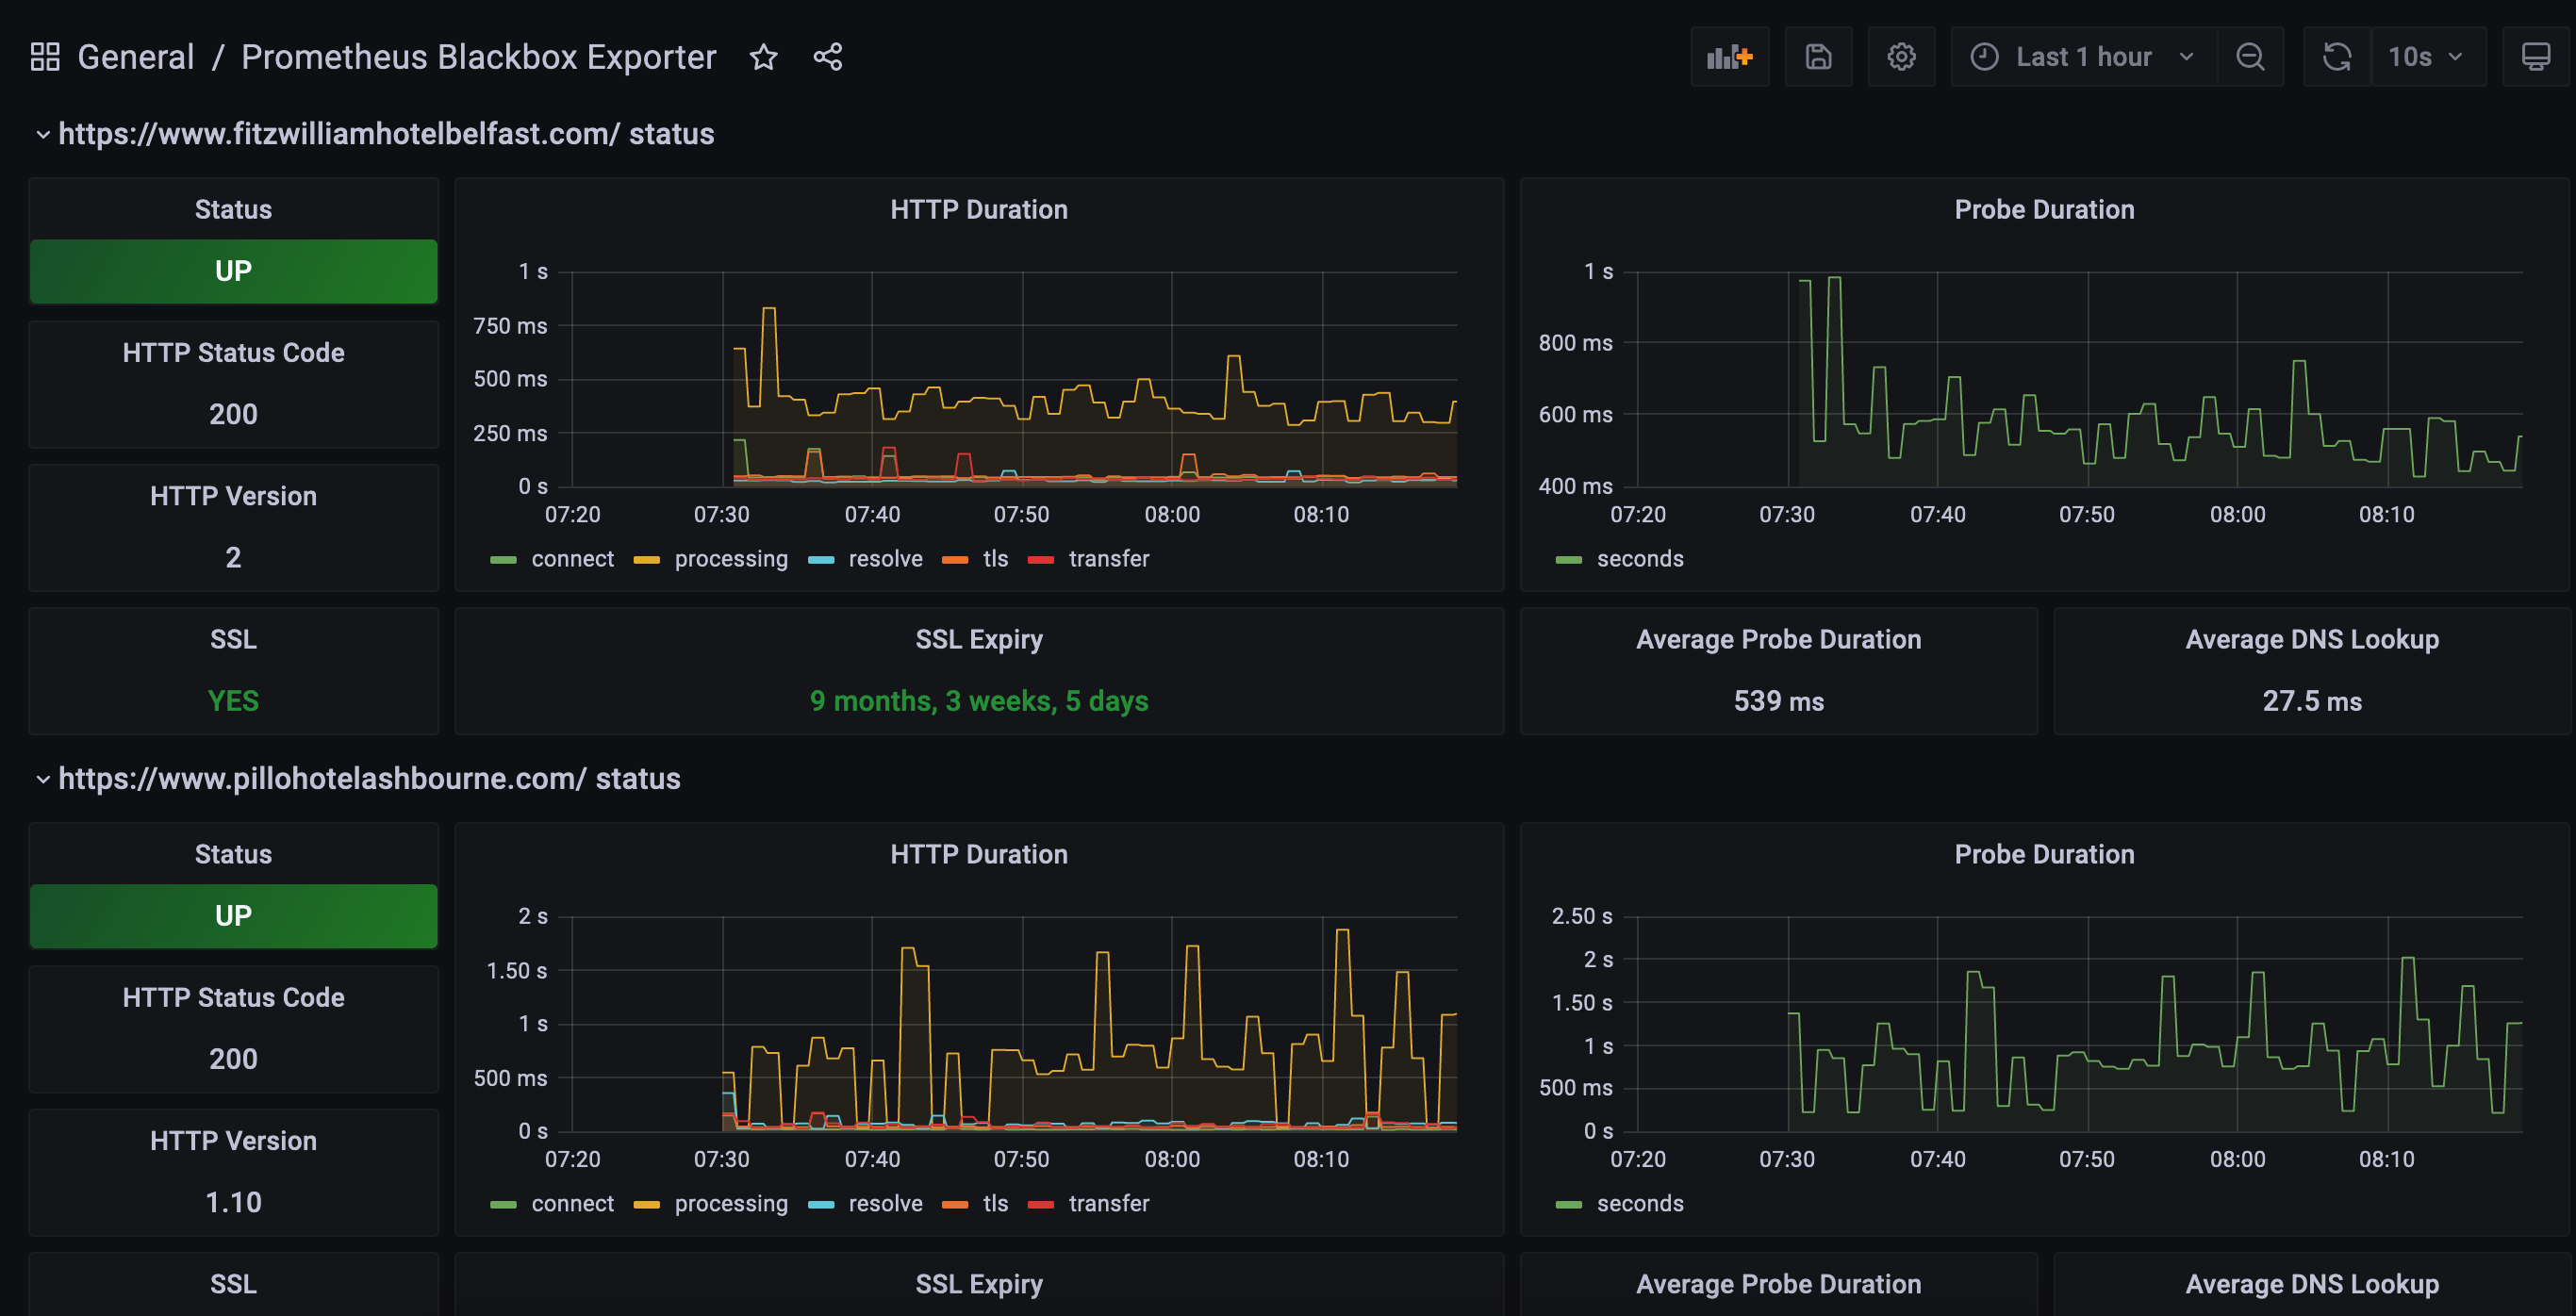 General / Prometheus Blackbox Exporter
Last 1 hour
10s
https://www.fitzwilliamhotelbelfast.com/ status
Status
UP
HTTP Status Code
200
HTTP Version
2
HTTP Duration
1 s
750 ms
500 ms
250 ms
0 s
07:20 07:30 07:40 07:50 08:00 08:10
connect processing resolve tls transfer
Probe Duration
1 s
800 ms
600 ms
400 ms
07:20 07:30 07:40 07:50 08:00 08:10
seconds
SSL
YES
SSL Expiry
9 months, 3 weeks, 5 days
Average Probe Duration
539 ms
Average DNS Lookup
27.5 ms
https://www.pillohotelashbourne.com/ status
Status
UP
HTTP Status Code
200
HTTP Version
1.10
HTTP Duration
2 s
1.50 s
1 s
500 ms
0 s
07:20 07:30 07:40 07:50 08:00 08:10
connect processing resolve tls transfer
Probe Duration
2.50 s
2 s
1.50 s
1 s
500 ms
0 s
07:20 07:30 07:40 07:50 08:00 08:10
seconds
SSL
SSL Expiry
Average Probe Duration
Average DNS Lookup